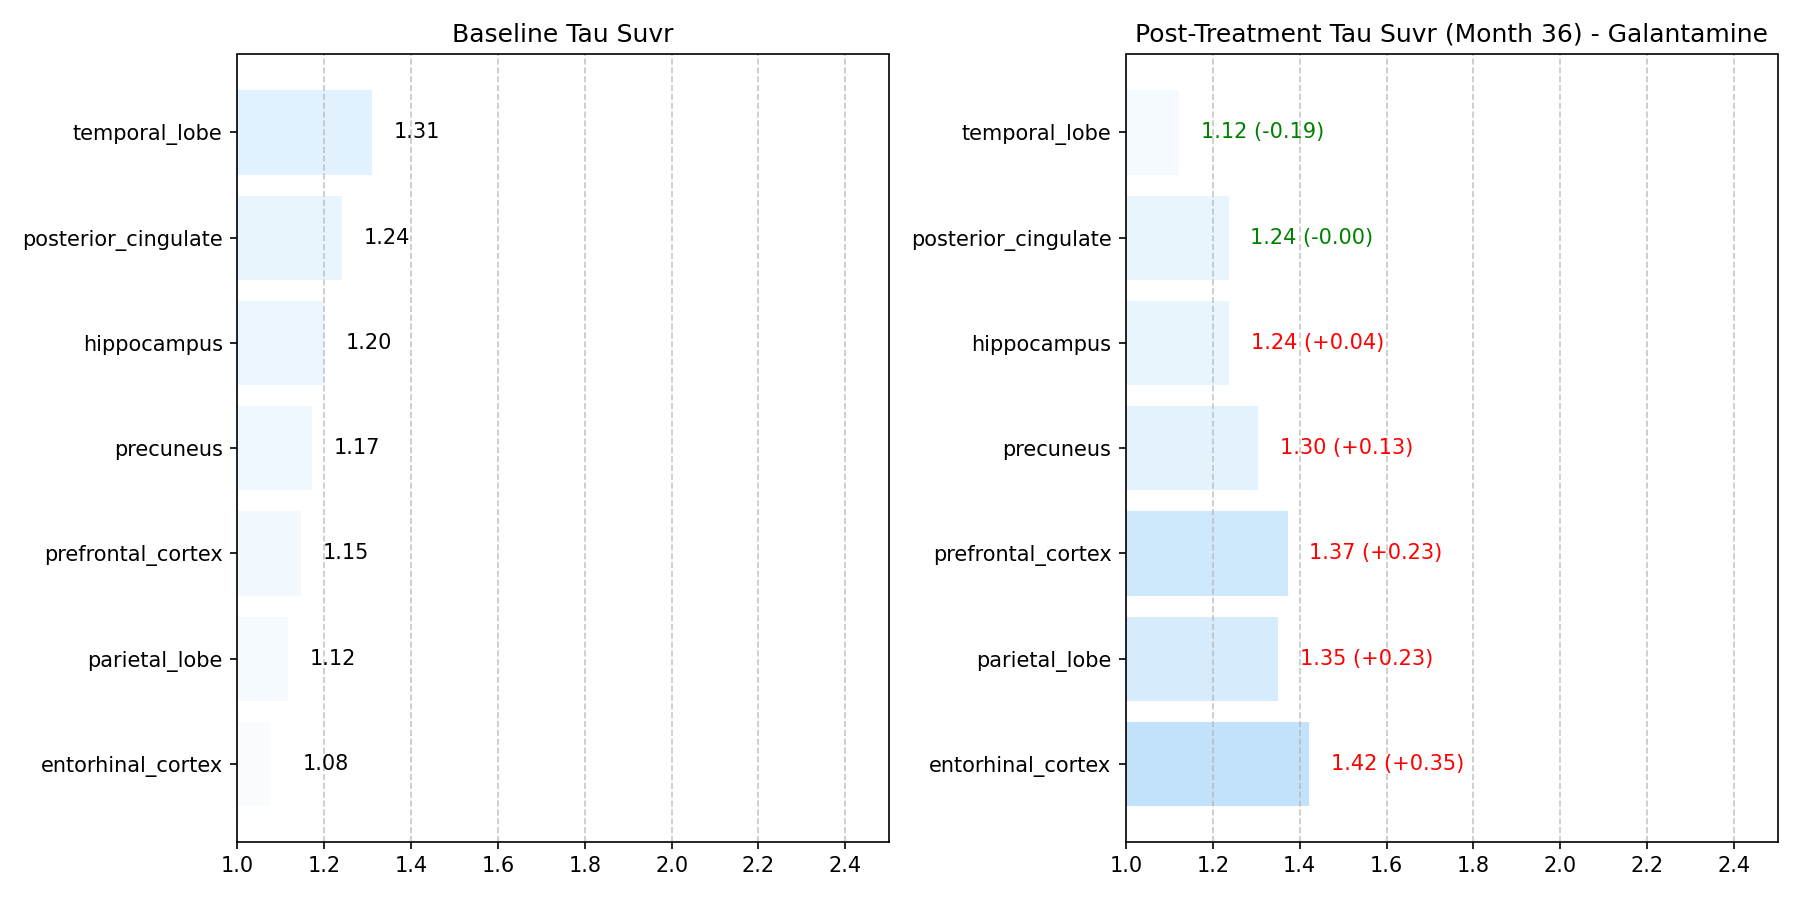 Baseline Tau Suvr
temporal_lobe 1.31
posterior_cingulate 1.24
hippocampus 1.20
precuneus 1.17
prefrontal_cortex 1.15
parietal_lobe 1.12
entorhinal_cortex 1.08
1.0 1.2 1.4 1.6 1.8 2.0 2.2 2.4
Post-Treatment Tau Suvr (Month 36) - Galantamine
temporal_lobe 1.12 (-0.19)
posterior_cingulate 1.24 (-0.00)
hippocampus 1.24 (+0.04)
precuneus 1.30 (+0.13)
prefrontal_cortex 1.37 (+0.23)
parietal_lobe 1.35 (+0.23)
entorhinal_cortex 1.42 (+0.35)
1.0 1.2 1.4 1.6 1.8 2.0 2.2 2.4